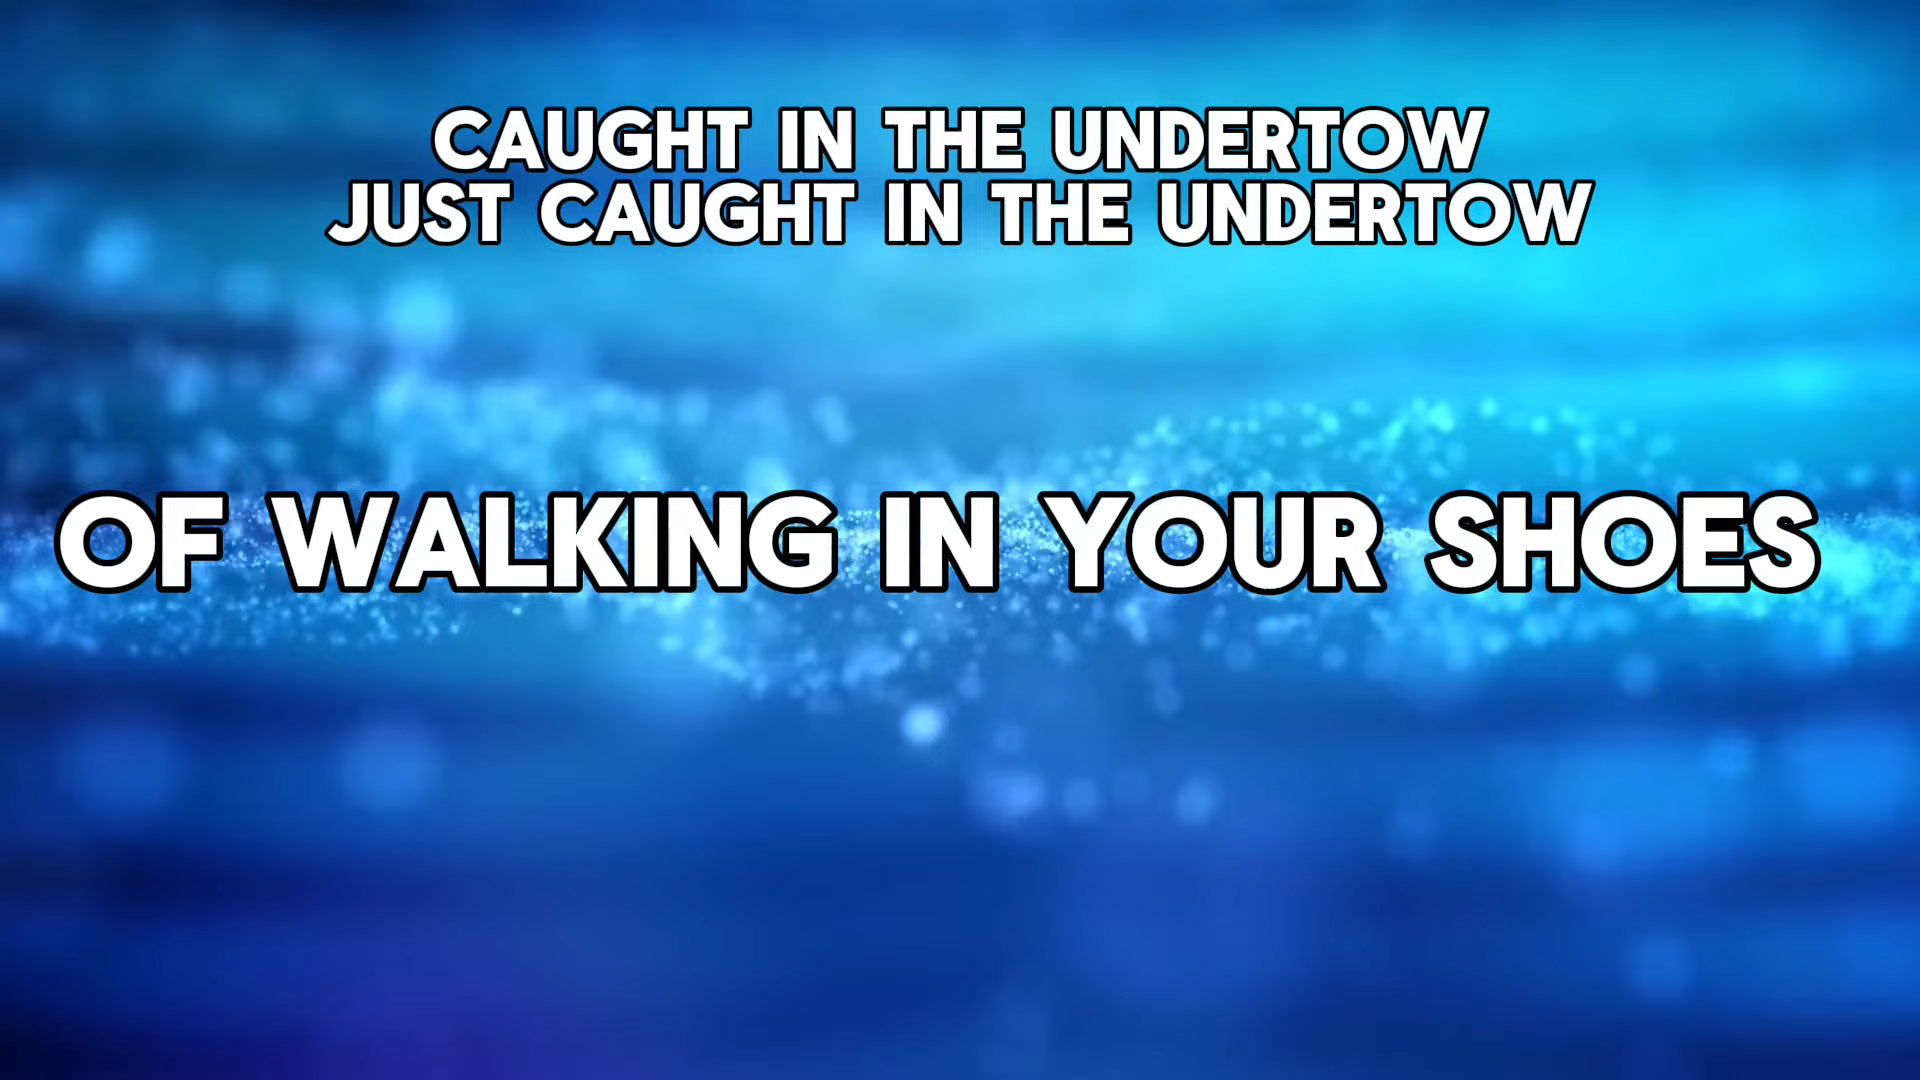 CAUGHT IN THE UNDERTOW
JUST CAUGHT IN THE UNDERTOW
OF WALKING IN YOUR SHOES